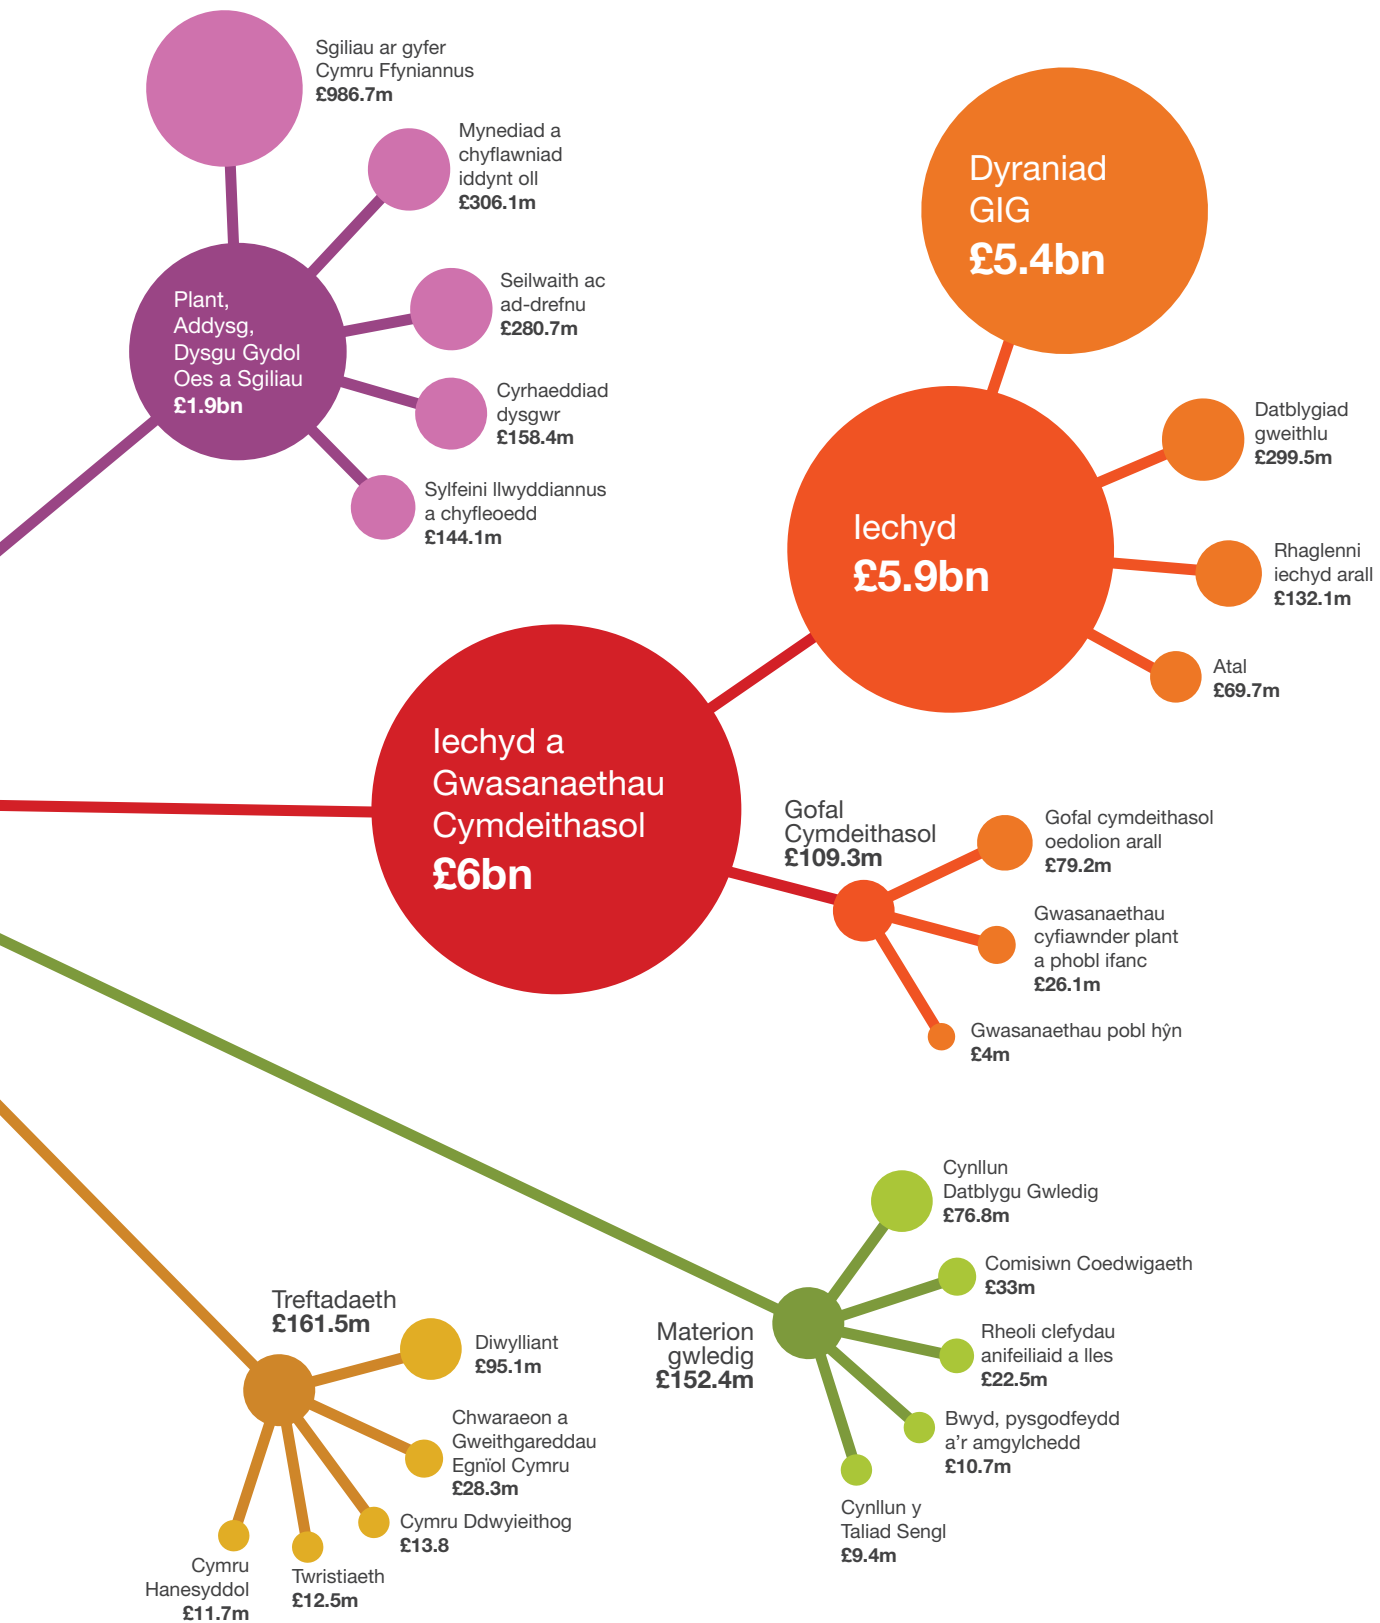 Sgiliau ar gyfer
Cymru Ffyniannus
£986.7m
Mynediad a
chyflawniad
iddynt oll
£306.1m
Seilwaith ac
ad-drefnu
£280.7m
Cyrhaeddiad
dysgwr
£158.4m
Sylfeini llwyddiannus
a chyfleoedd
£144.1m
Plant,
Addysg,
Dysgu Gydol
Oes a Sgiliau
£1.9bn
Dyraniad
GIG
£5.4bn
Datblygiad
gweithlu
£299.5m
Rhaglenni
iechyd arall
£132.1m
Atal
£69.7m
Iechyd
£5.9bn
Iechyd a
Gwasanaethau
Cymdeithasol
£6bn
Gofal
Cymdeithasol
£109.3m
Gofal cymdeithasol
oedolion arall
£79.2m
Gwasanaethau
cyfiawnder plant
a phobl ifanc
£26.1m
Gwasanaethau pobl hŷn
£4m
Cynllun
Datblygu Gwledig
£76.8m
Comisiwn Coedwigaeth
£33m
Rheoli clefydau
anifeiliaid a lles
£22.5m
Bwyd, pysgodfeydd
a'r amgylchedd
£10.7m
Cynllun y
Taliad Sengl
£9.4m
Materion
gwledig
£152.4m
Treftadaeth
£161.5m
Diwylliant
£95.1m
Chwaraeon a
Gweithgareddau
Egnïol Cymru
£28.3m
Cymru Ddwyieithog
£13.8
Twristiaeth
£12.5m
Cymru
Hanesyddol
£11.7m